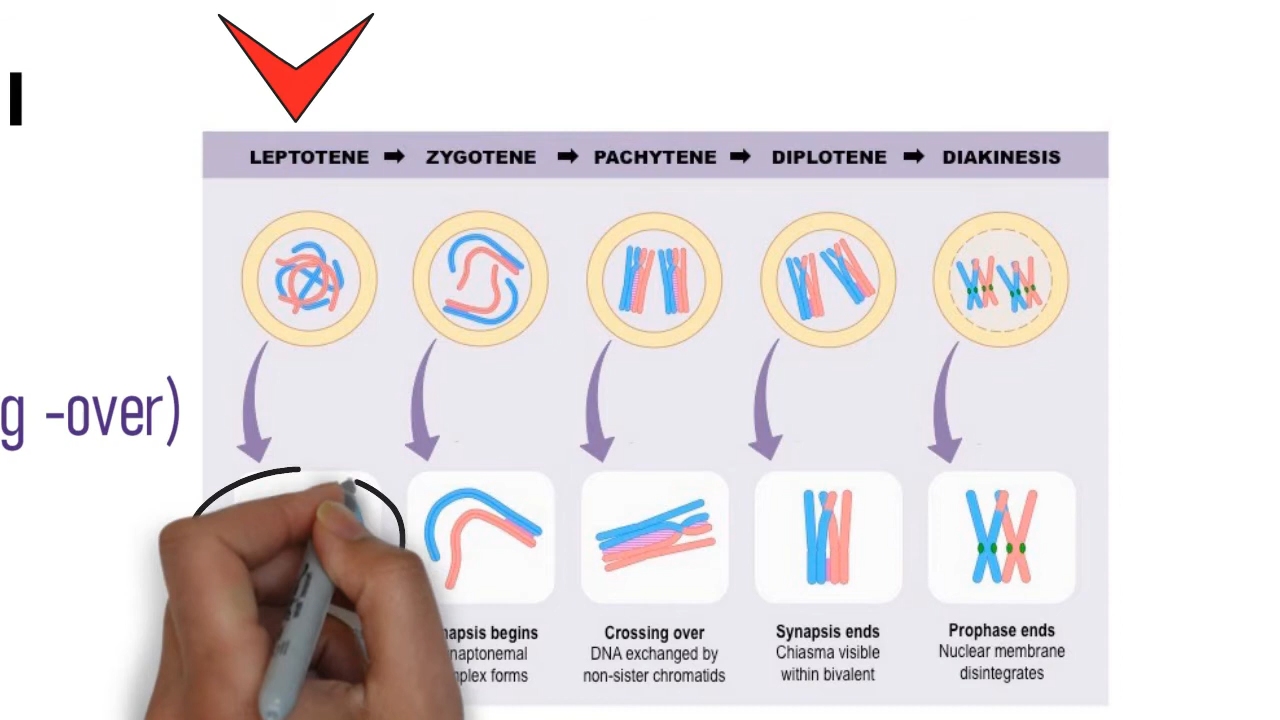 I
LEPTOTENE ➡ ZYGOTENE ➡ PACHYTENE ➡ DIPLOTENE ➡ DIAKINESIS
g -over)
apsis begins
naptonemal
plex forms
Crossing over
DNA exchanged by
non-sister chromatids
Synapsis ends
Chiasma visible
within bivalent
Prophase ends
Nuclear membrane
disintegrates